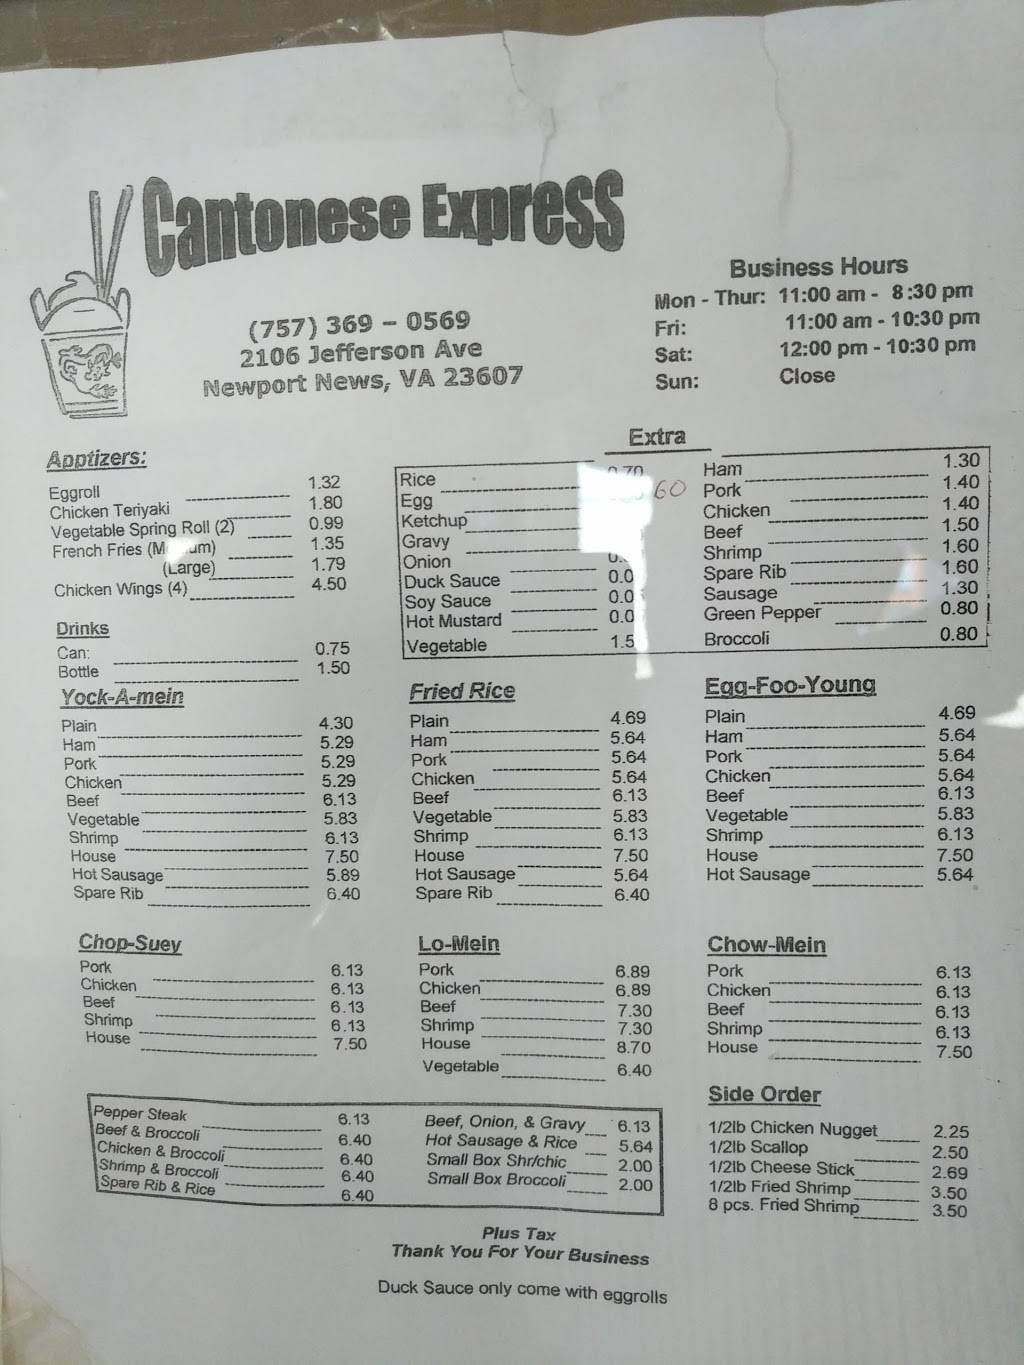 Cantonese Express
(757) 369 – 0569
2106 Jefferson Ave
Newport News, VA 23607
Business Hours
Mon - Thur: 11:00 am - 8:30 pm
Fri: 11:00 am - 10:30 pm
Sat: 12:00 pm - 10:30 pm
Sun: Close
Apptizers:
Eggroll 1.32
Chicken Teriyaki 1.80
Vegetable Spring Roll (2) 0.99
French Fries 1.35
(Large) 1.79
Chicken Wings (4) 4.50
Drinks
Can: 0.75
Bottle 1.50
Extra
Rice 0.70
Egg 60
Ketchup
Gravy
Onion
Duck Sauce
Soy Sauce
Hot Mustard
Vegetable
Ham 1.30
Pork 1.40
Chicken 1.40
Beef 1.50
Shrimp 1.60
Spare Rib 1.60
Sausage 1.30
Green Pepper 0.80
Broccoli 0.80
Yock-A-mein
Plain 4.30
Ham 5.29
Pork 5.29
Chicken 5.29
Beef 6.13
Vegetable 5.83
Shrimp 6.13
House 7.50
Hot Sausage 5.89
Spare Rib 6.40
Fried Rice
Plain 4.69
Ham 5.64
Pork 5.64
Chicken 5.64
Beef 6.13
Vegetable 5.83
Shrimp 6.13
House 7.50
Hot Sausage 5.64
Spare Rib 6.40
Egg-Foo-Young
Plain 4.69
Ham 5.64
Pork 5.64
Chicken 5.64
Beef 6.13
Vegetable 5.83
Shrimp 6.13
House 7.50
Hot Sausage 5.64
Chop-Suey
Pork 6.13
Chicken 6.13
Beef 6.13
Shrimp 6.13
House 7.50
Lo-Mein
Pork 6.89
Chicken 6.89
Beef 7.30
Shrimp 7.30
House 8.70
Vegetable 6.40
Chow-Mein
Pork 6.13
Chicken 6.13
Beef 6.13
Shrimp 6.13
House 7.50
Pepper Steak 6.13
Beef & Broccoli 6.40
Chicken & Broccoli 6.40
Shrimp & Broccoli 6.40
Spare Rib & Rice 6.40
Beef, Onion, & Gravy 6.13
Hot Sausage & Rice 5.64
Small Box Shr/chic 2.00
Small Box Broccoli 2.00
Side Order
1/2lb Chicken Nugget 2.25
1/2lb Scallop 2.50
1/2lb Cheese Stick 2.69
1/2lb Fried Shrimp 3.50
8 pcs. Fried Shrimp 3.50
Plus Tax
Thank You For Your Business
Duck Sauce only come with eggrolls